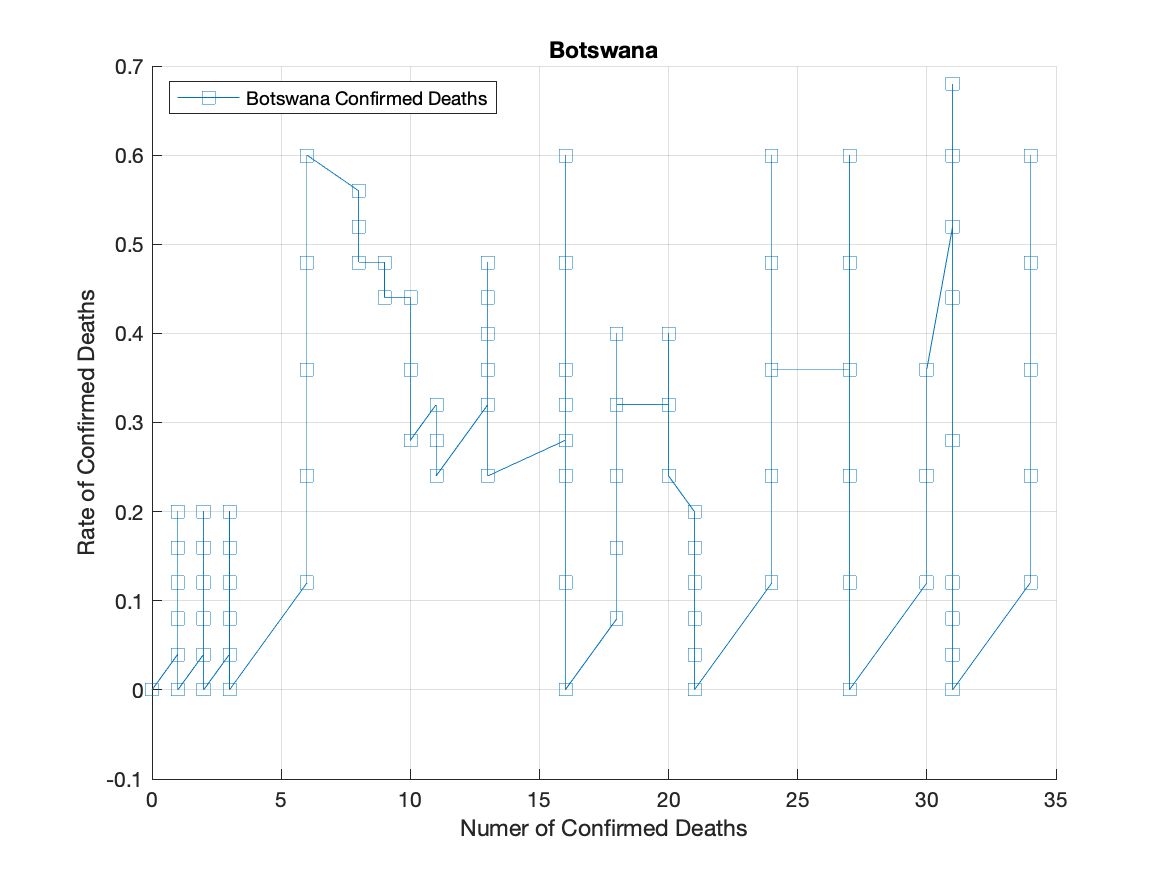 Botswana
Botswana Confirmed Deaths
0.7
0.6
0.5
0.4
0.3
0.2
0.1
0
-0.1
Rate of Confirmed Deaths
0 5 10 15 20 25 30 35
Numer of Confirmed Deaths